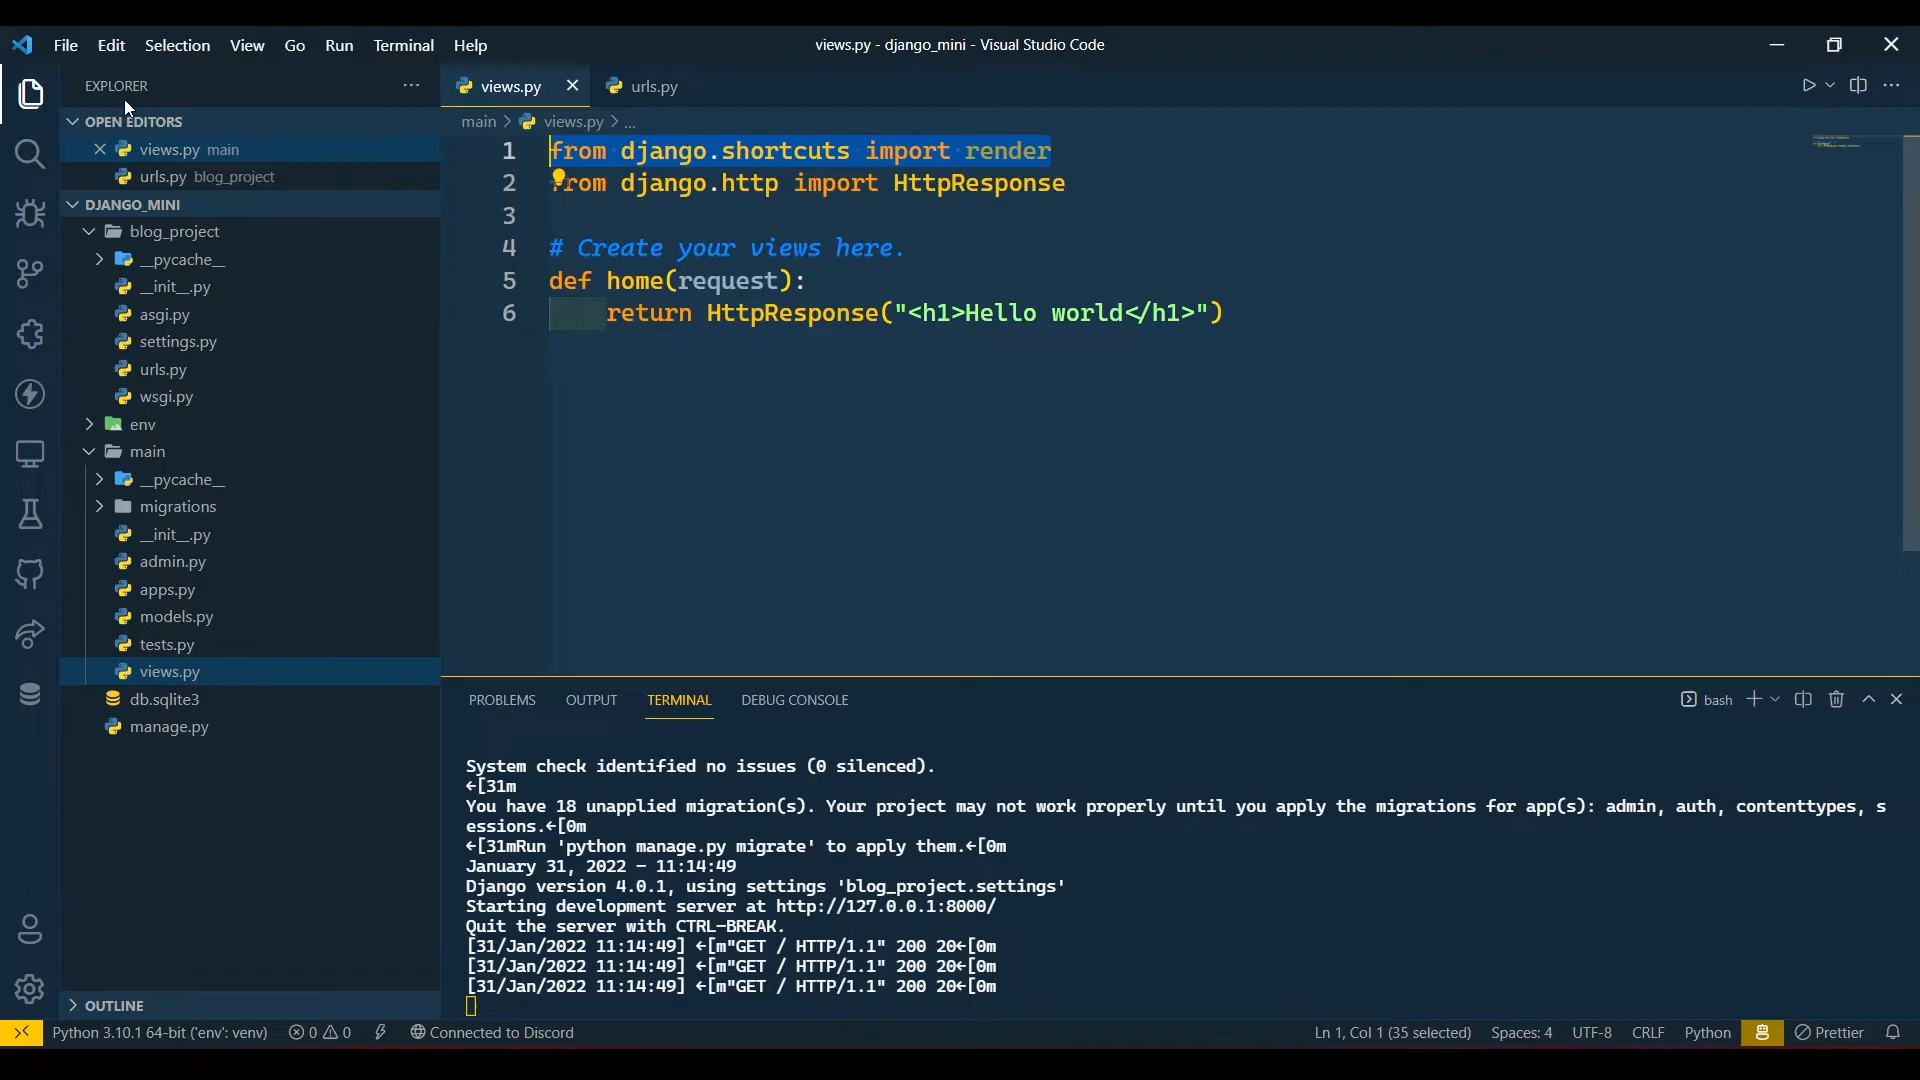 File Edit Selection View Go Run Terminal Help
views.py - django_mini - Visual Studio Code
EXPLORER
views.py
urls.py
OPEN EDITORS
views.py main
urls.py blog_project
DJANGO_MINI
blog_project
__pycache__
__init__.py
asgi.py
settings.py
urls.py
wsgi.py
env
main
__pycache__
migrations
__init__.py
admin.py
apps.py
models.py
tests.py
views.py
db.sqlite3
manage.py
OUTLINE
main > views.py > ...
1 from django.shortcuts import render
2 from django.http import HttpResponse
3
4 # Create your views here.
5 def home(request):
6     return HttpResponse("<h1>Hello world</h1>")
PROBLEMS OUTPUT TERMINAL DEBUG CONSOLE
bash
System check identified no issues (0 silenced).
←[31m
You have 18 unapplied migration(s). Your project may not work properly until you apply the migrations for app(s): admin, auth, contenttypes, s
essions.←[0m
←[31mRun 'python manage.py migrate' to apply them.←[0m
January 31, 2022 - 11:14:49
Django version 4.0.1, using settings 'blog_project.settings'
Starting development server at http://127.0.0.1:8000/
Quit the server with CTRL-BREAK.
[31/Jan/2022 11:14:49] ←[m"GET / HTTP/1.1" 200 20←[0m
[31/Jan/2022 11:14:49] ←[m"GET / HTTP/1.1" 200 20←[0m
[31/Jan/2022 11:14:49] ←[m"GET / HTTP/1.1" 200 20←[0m
Python 3.10.1 64-bit ('env': venv) 0 0 Connected to Discord
Ln 1, Col 1 (35 selected) Spaces: 4 UTF-8 CRLF Python Prettier